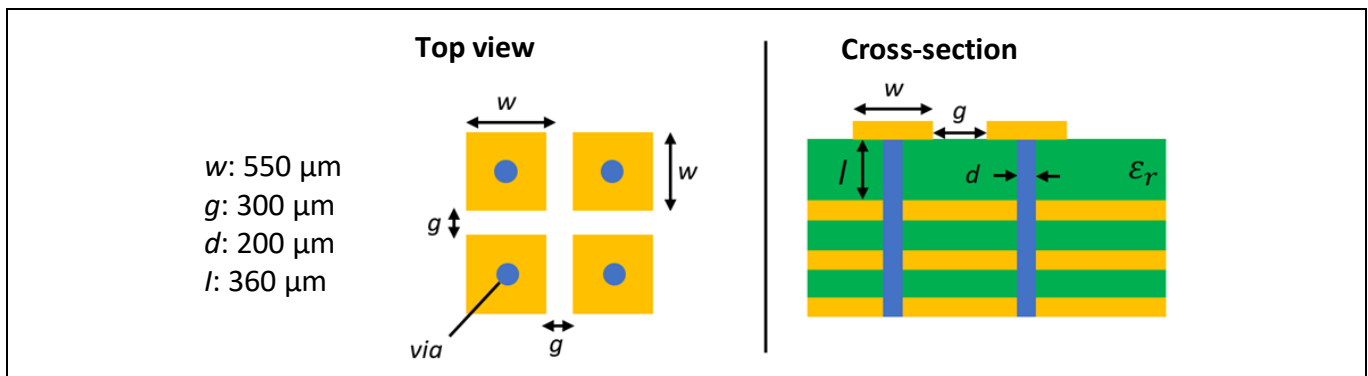 Top view
w
w
g
g
via
w: 550 μm
g: 300 μm
d: 200 μm
l: 360 μm
Cross-section
w
g
l
d
εr